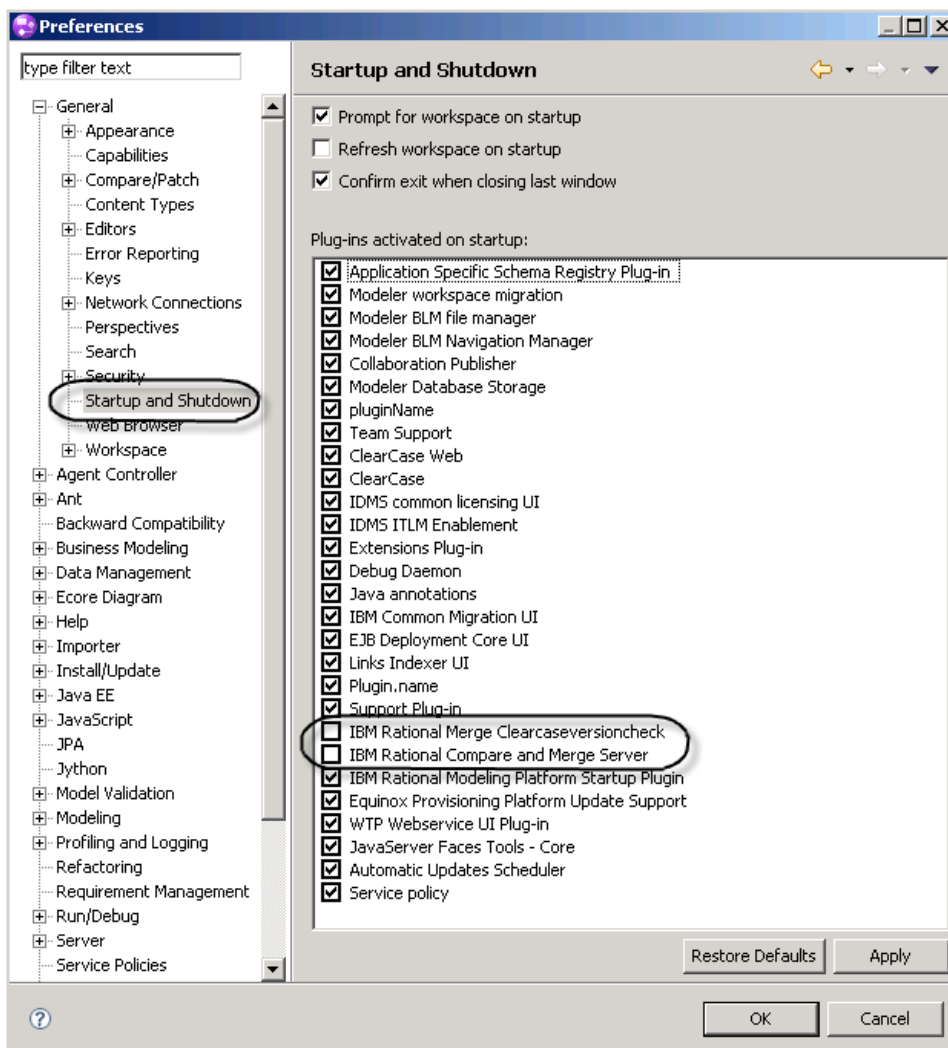 Preferences
type filter text
General
Appearance
Capabilities
Compare/Patch
Content Types
Editors
Error Reporting
Keys
Network Connections
Perspectives
Search
Security
Startup and Shutdown
Web Browser
Workspace
Agent Controller
Ant
Backward Compatibility
Business Modeling
Data Management
Ecore Diagram
Help
Importer
Install/Update
Java EE
JavaScript
JPA
Jython
Model Validation
Modeling
Profiling and Logging
Refactoring
Requirement Management
Run/Debug
Server
Service Policies
Startup and Shutdown
Prompt for workspace on startup
Refresh workspace on startup
Confirm exit when closing last window
Plug-ins activated on startup:
Application Specific Schema Registry Plug-in
Modeler workspace migration
Modeler BLM file manager
Modeler BLM Navigation Manager
Collaboration Publisher
Modeler Database Storage
pluginName
Team Support
ClearCase Web
ClearCase
IDMS common licensing UI
IDMS ITLM Enablement
Extensions Plug-in
Debug Daemon
Java annotations
IBM Common Migration UI
EJB Deployment Core UI
Links Indexer UI
Plugin.name
Support Plug-in
IBM Rational Merge Clearcaseversioncheck
IBM Rational Compare and Merge Server
IBM Rational Modeling Platform Startup Plugin
Equinox Provisioning Platform Update Support
WTP Webservice UI Plug-in
JavaServer Faces Tools - Core
Automatic Updates Scheduler
Service policy
Restore Defaults
Apply
?
OK
Cancel